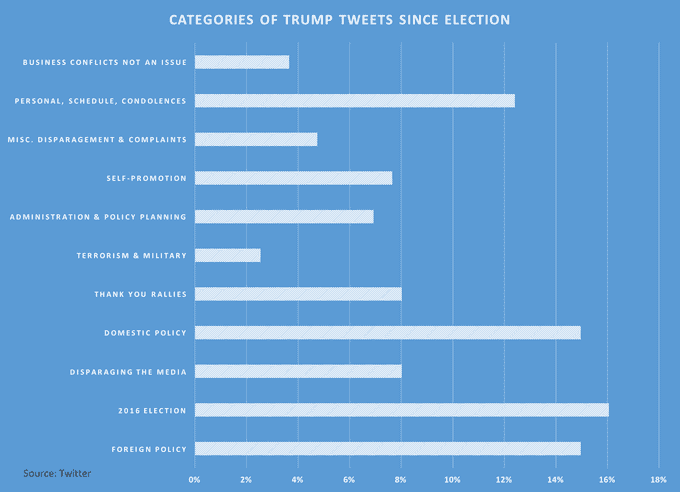 CATEGORIES OF TRUMP TWEETS SINCE ELECTION
BUSINESS CONFLICTS NOT AN ISSUE
PERSONAL, SCHEDULE, CONDOLENCES
MISC. DISPARAGEMENT & COMPLAINTS
SELF-PROMOTION
ADMINISTRATION & POLICY PLANNING
TERRORISM & MILITARY
THANK YOU RALLIES
DOMESTIC POLICY
DISPARAGING THE MEDIA
2016 ELECTION
FOREIGN POLICY
0% 2% 4% 6% 8% 10% 12% 14% 16% 18%
Source: Twitter